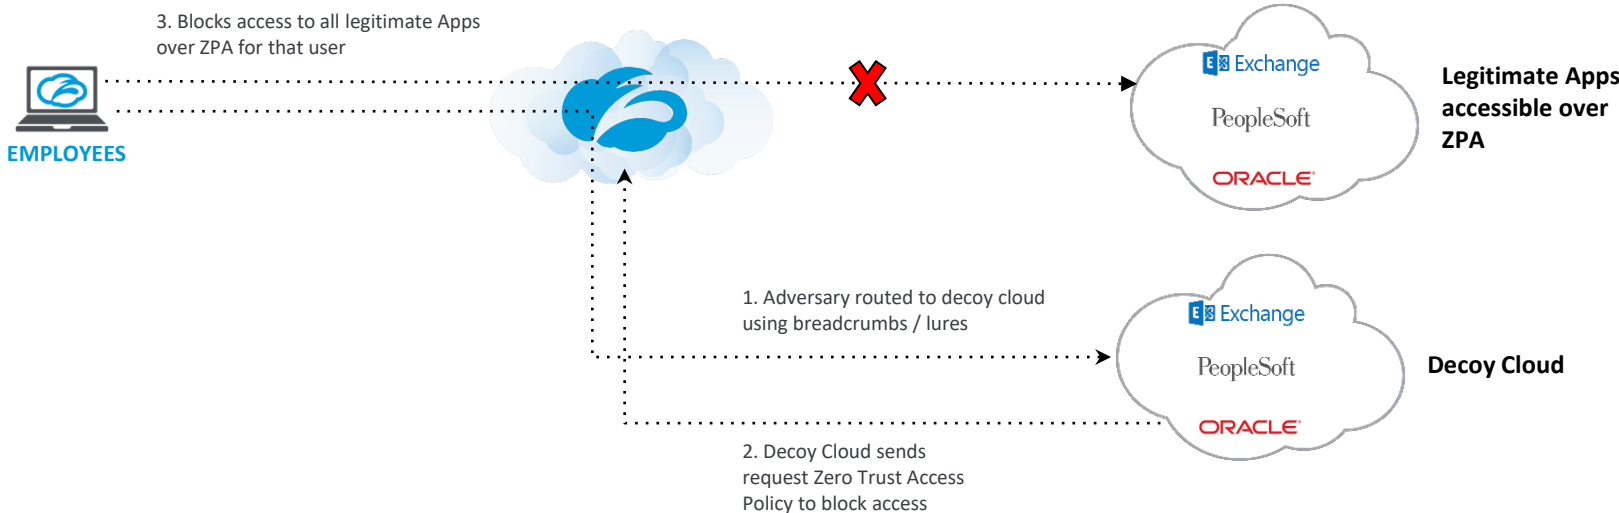 3. Blocks access to all legitimate Apps
over ZPA for that user
EMPLOYEES
E Exchange
PeopleSoft
ORACLE
Legitimate Apps
accessible over
ZPA
1. Adversary routed to decoy cloud
using breadcrumbs / lures
E Exchange
PeopleSoft
ORACLE
Decoy Cloud
2. Decoy Cloud sends
request Zero Trust Access
Policy to block access